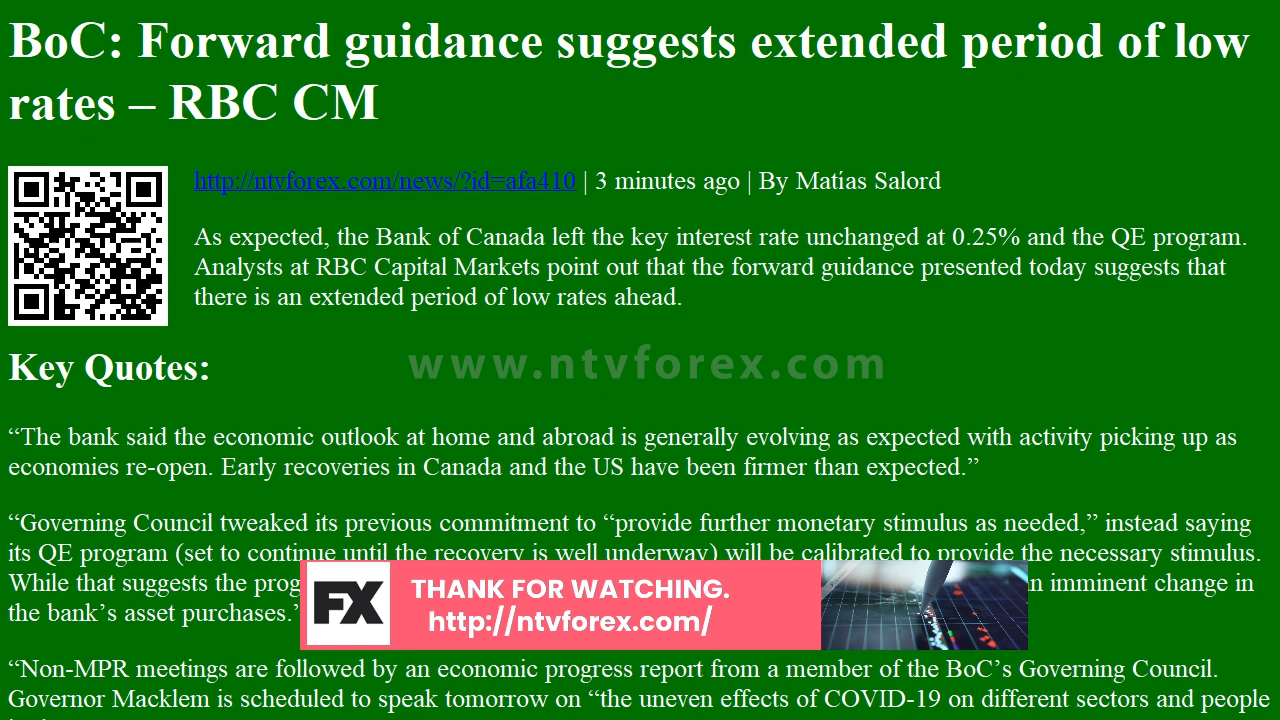 BoC: Forward guidance suggests extended period of low
rates – RBC CM
http://ntvforex.com/news/?id=afa410 | 3 minutes ago | By Matías Salord
As expected, the Bank of Canada left the key interest rate unchanged at 0.25% and the QE program.
Analysts at RBC Capital Markets point out that the forward guidance presented today suggests that
there is an extended period of low rates ahead.
Key Quotes:
www.ntvforex.com
“The bank said the economic outlook at home and abroad is generally evolving as expected with activity picking up as
economies re-open. Early recoveries in Canada and the US have been firmer than expected.”
“Governing Council tweaked its previous commitment to “provide further monetary stimulus as needed,” instead saying
its QE program (set to continue until the recovery is well underway) will be calibrated to provide the necessary stimulus.
While that suggests the imminent change in
the bank’s asset purchases.”
FX
THANK FOR WATCHING.
http://ntvforex.com/
“Non-MPR meetings are followed by an economic progress report from a member of the BoC’s Governing Council.
Governor Macklem is scheduled to speak tomorrow on “the uneven effects of COVID-19 on different sectors and people